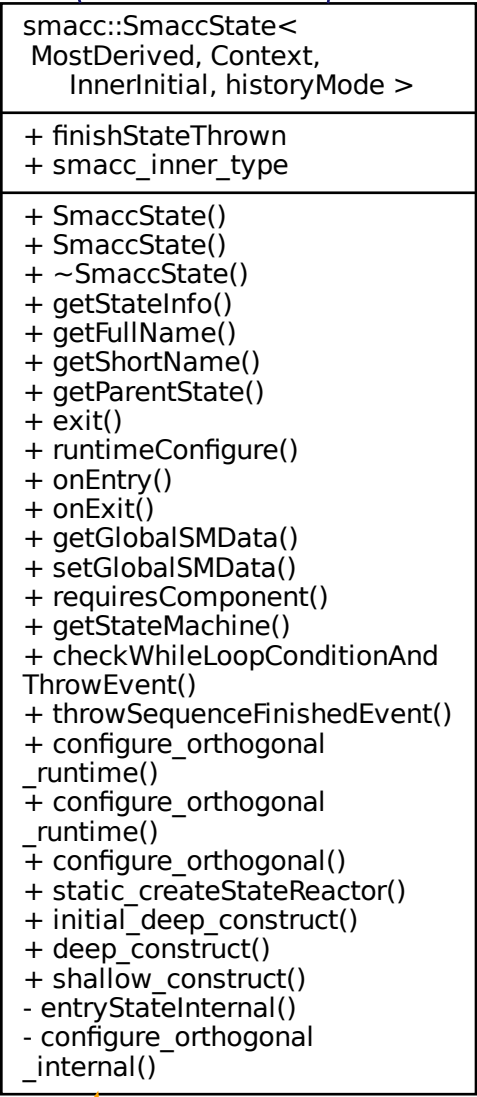 smacc::SmaccState<
MostDerived, Context,
InnerInitial, historyMode >
+ finishStateThrown
+ smacc_inner_type
+ SmaccState()
+ SmaccState()
+ ~SmaccState()
+ getStateInfo()
+ getFullName()
+ getShortName()
+ getParentState()
+ exit()
+ runtimeConfigure()
+ onEntry()
+ onExit()
+ getGlobalSMData()
+ setGlobalSMData()
+ requiresComponent()
+ getStateMachine()
+ checkWhileLoopConditionAnd
ThrowEvent()
+ throwSequenceFinishedEvent()
+ configure_orthogonal
_runtime()
+ configure_orthogonal
_runtime()
+ configure_orthogonal()
+ static_createStateReactor()
+ initial_deep_construct()
+ deep_construct()
+ shallow_construct()
- entryStateInternal()
- configure_orthogonal
_internal()